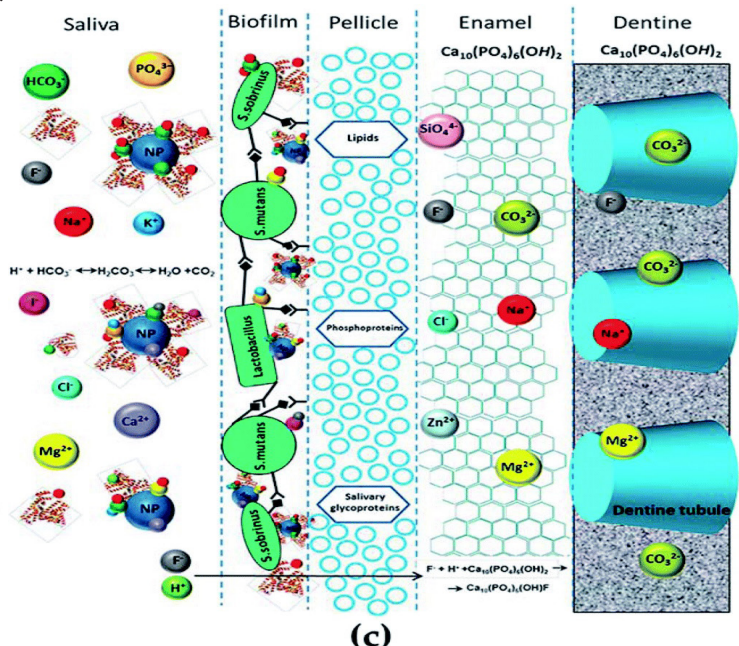 Saliva
Biofilm
Pellicle
Enamel
Dentine
Ca₁₀(PO₄)₆(OH)₂
Ca₁₀(PO₄)₆(OH)₂
HCO₃⁻
PO₄³⁻
NP
F⁻
Na⁺
K⁺
H⁺ + HCO₃⁻ ↔H₂CO₃↔H₂O +CO₂
I⁻
NP
Cl⁻
Ca²⁺
Mg²⁺
NP
F⁻
H⁺
S.sobrinus
S.mutans
Lactobacillus
S.mutans
S.sobrinus
Lipids
Phosphoproteins
Salivary
glycoproteins
SiO₄⁴⁻
F⁻
CO₃²⁻
Na⁺
Cl⁻
Zn²⁺
Mg²⁺
F⁻ + H⁺ +Ca₁₀(PO₄)₆(OH)₂ →
→ Ca₁₀(PO₄)₆(OH)F
CO₃²⁻
F⁻
CO₃²⁻
Na⁺
Mg²⁺
Dentine tubule
CO₃²⁻
(c)